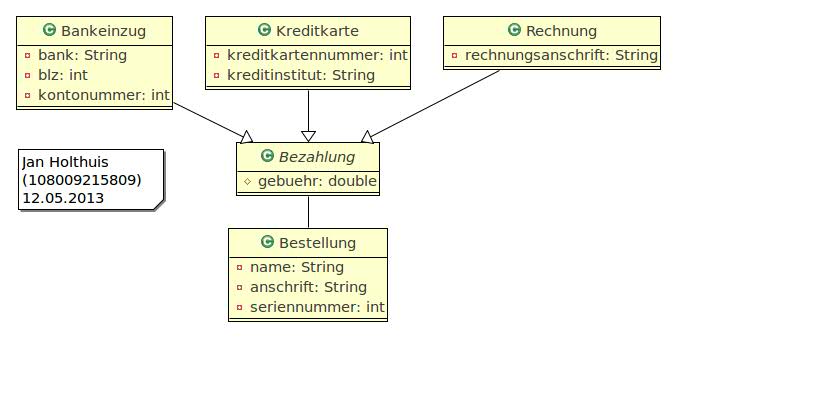 Bankeinzug
bank: String
blz: int
kontonummer: int
Kreditkarte
kreditkartennummer: int
kreditinstitut: String
Rechnung
rechnungsanschrift: String
Jan Holthuis
(108009215809)
12.05.2013
Bezahlung
gebuehr: double
Bestellung
name: String
anschrift: String
seriennummer: int